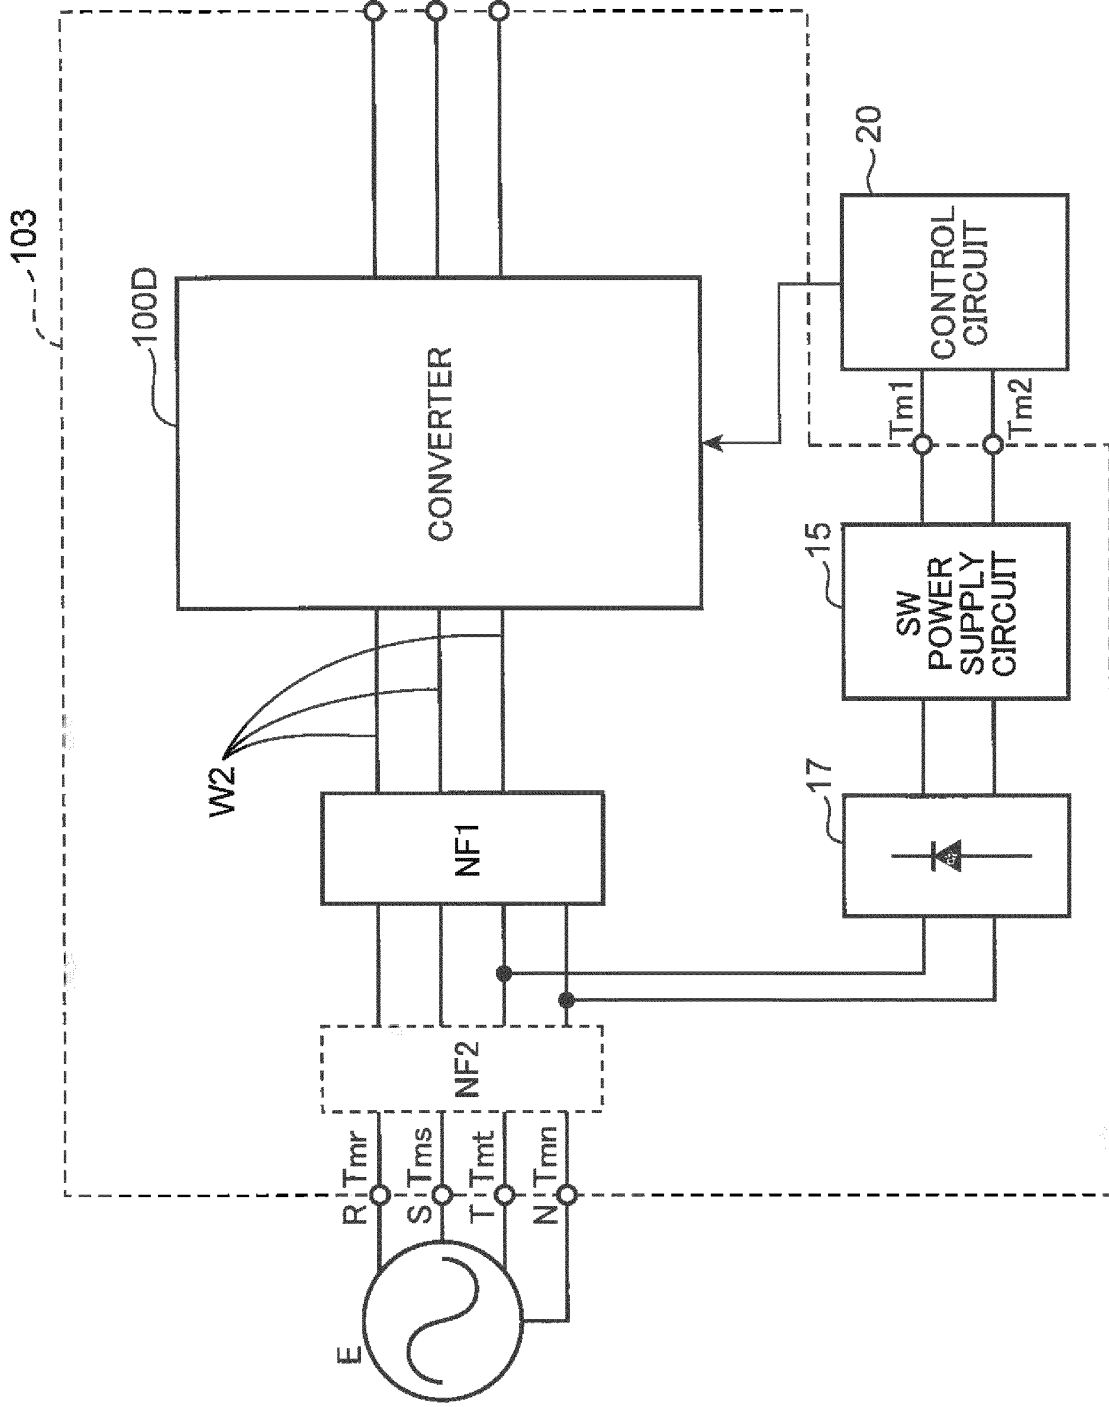 103
100D
CONVERTER
W2
NF1
NF2
R Tmr
S Tms
T Tmt
N Tmn
E
20
CONTROL
CIRCUIT
Tm1
Tm2
15
SW
POWER
SUPPLY
CIRCUIT
17